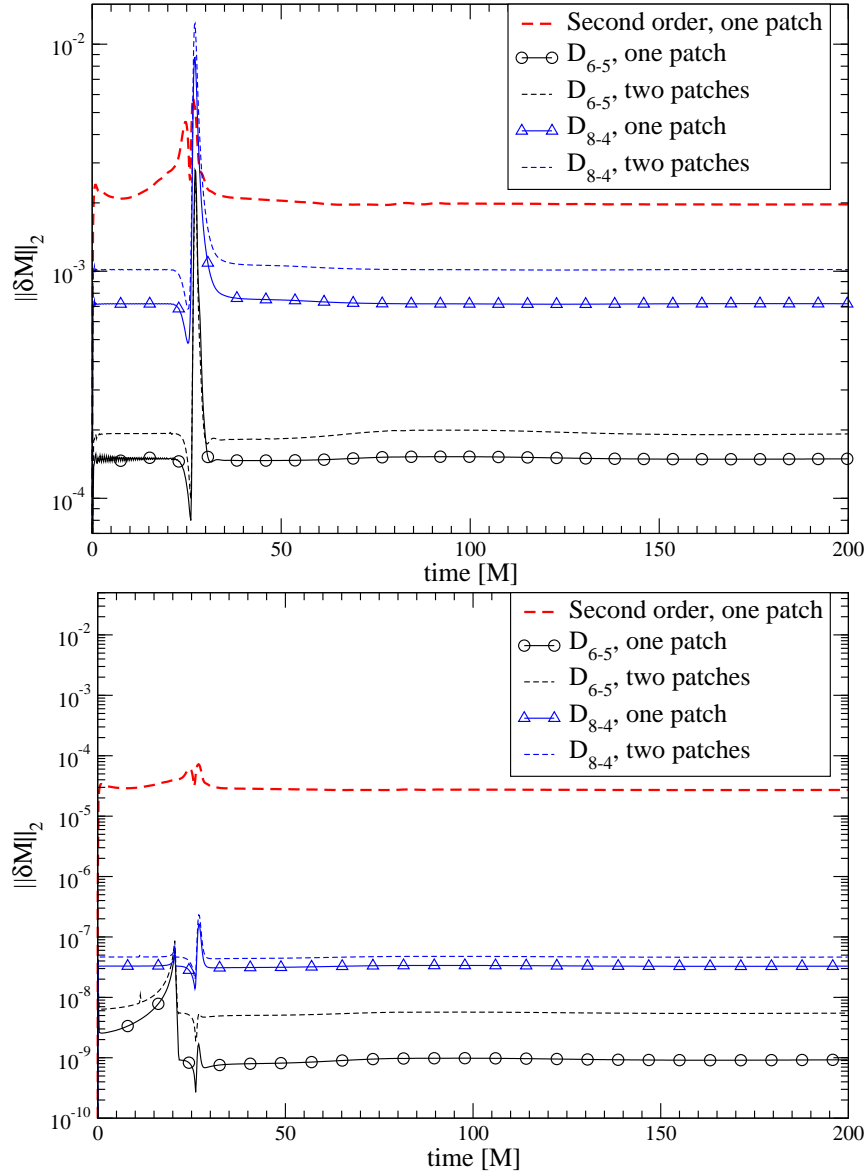 10^-2
10^-3
10^-4
||δM||_2
Second order, one patch
D_6-5, one patch
D_6-5, two patches
D_8-4, one patch
D_8-4, two patches
0 50 100 150 200
time [M]
10^-2
10^-3
10^-4
10^-5
10^-6
10^-7
10^-8
10^-9
10^-10
||δM||_2
Second order, one patch
D_6-5, one patch
D_6-5, two patches
D_8-4, one patch
D_8-4, two patches
0 50 100 150 200
time [M]